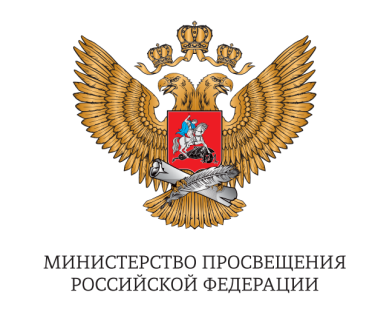 МИНИСТЕРСТВО ПРОСВЕЩЕНИЯ
РОССИЙСКОЙ ФЕДЕРАЦИИ